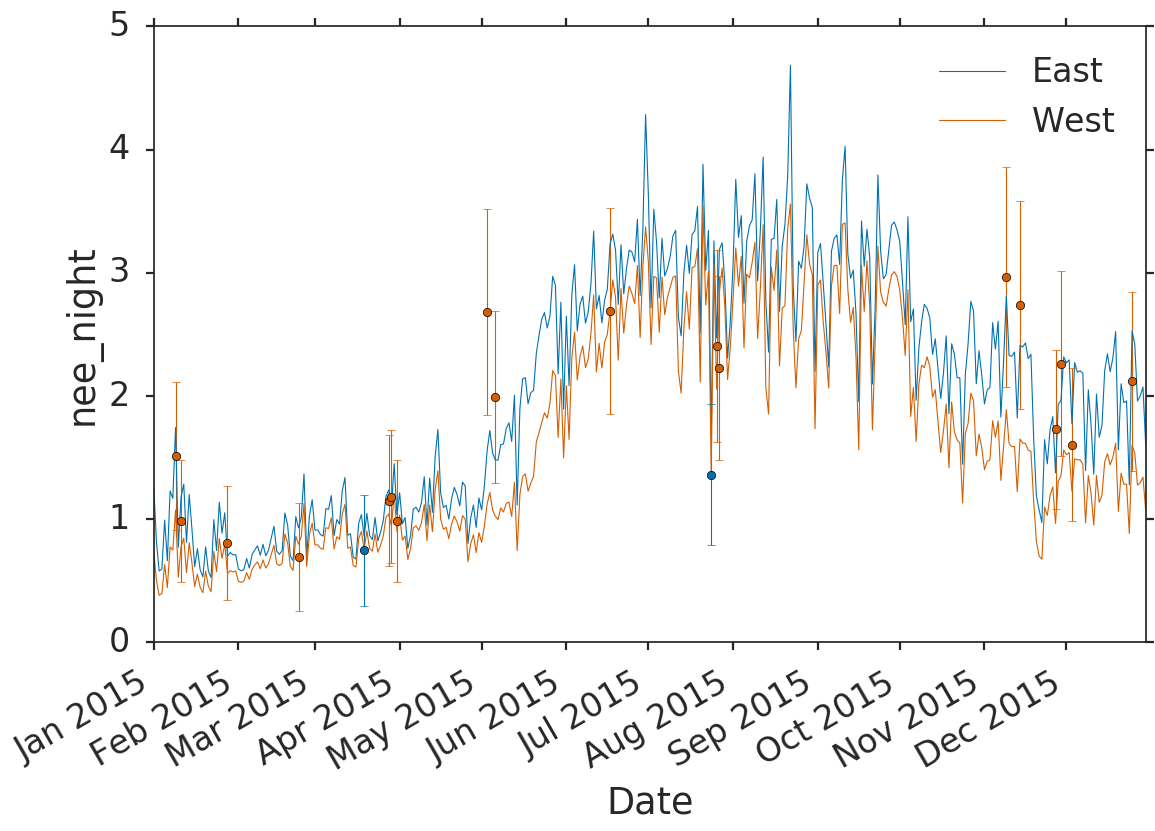 5
4
3
2
1
0
nee_night
East
West
Jan 2015
Feb 2015
Mar 2015
Apr 2015
May 2015
Jun 2015
Jul 2015
Aug 2015
Sep 2015
Oct 2015
Nov 2015
Dec 2015
Date